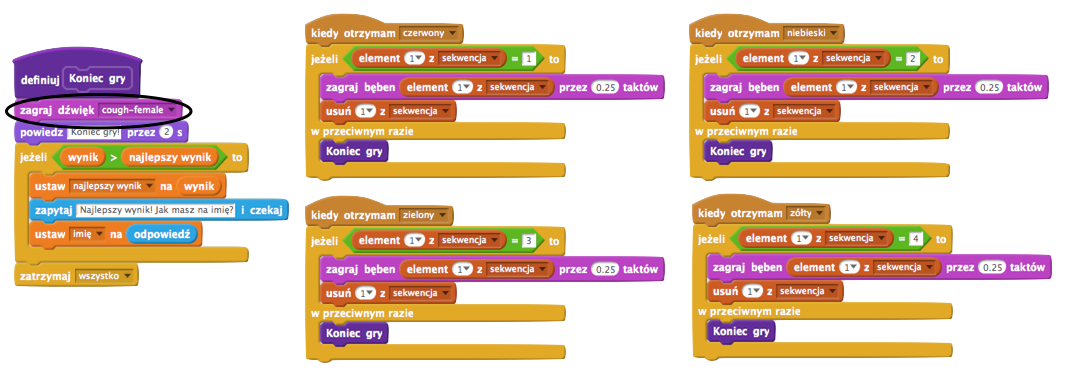 definiuj Koniec gry
zagraj dźwięk cough-female
powiedz Koniec gry! przez 2 s
jeżeli wynik > najlepszy wynik to
ustaw najlepszy wynik na wynik
zapytaj Najlepszy wynik! Jak masz na imię? i czekaj
ustaw imię na odpowiedź
zatrzymaj wszystko
kiedy otrzymam czerwony
jeżeli element 1 z sekwencja = 1 to
zagraj bęben element 1 z sekwencja przez 0.25 taktów
usuń 1 z sekwencja
w przeciwnym razie
Koniec gry
kiedy otrzymam niebieski
jeżeli element 1 z sekwencja = 2 to
zagraj bęben element 1 z sekwencja przez 0.25 taktów
usuń 1 z sekwencja
w przeciwnym razie
Koniec gry
kiedy otrzymam zielony
jeżeli element 1 z sekwencja = 3 to
zagraj bęben element 1 z sekwencja przez 0.25 taktów
usuń 1 z sekwencja
w przeciwnym razie
Koniec gry
kiedy otrzymam zółty
jeżeli element 1 z sekwencja = 4 to
zagraj bęben element 1 z sekwencja przez 0.25 taktów
usuń 1 z sekwencja
w przeciwnym razie
Koniec gry